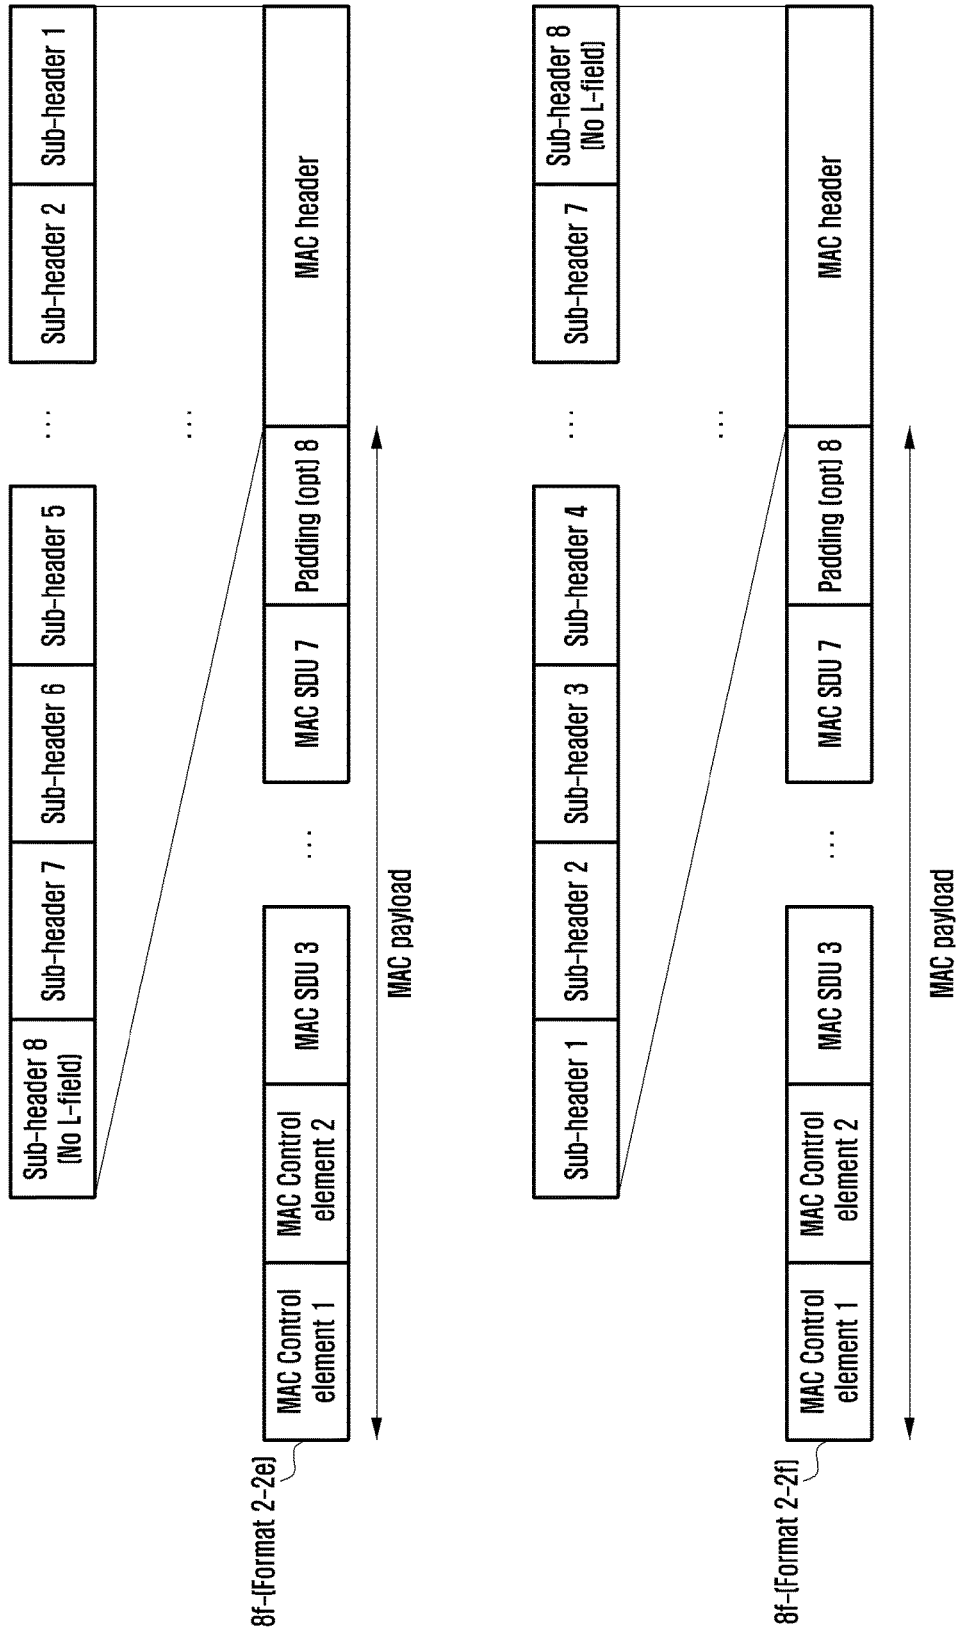 Sub-header 8
(No L-field)
Sub-header 7
Sub-header 6
Sub-header 5
...
Sub-header 2
Sub-header 1
...
8f-(Format 2-2e)
MAC Control
element 1
MAC Control
element 2
MAC SDU 3
...
MAC SDU 7
Padding (opt) 8
MAC header
MAC payload
Sub-header 1
Sub-header 2
Sub-header 3
Sub-header 4
...
Sub-header 7
Sub-header 8
(No L-field)
...
8f-(Format 2-2f)
MAC Control
element 1
MAC Control
element 2
MAC SDU 3
...
MAC SDU 7
Padding (opt) 8
MAC header
MAC payload